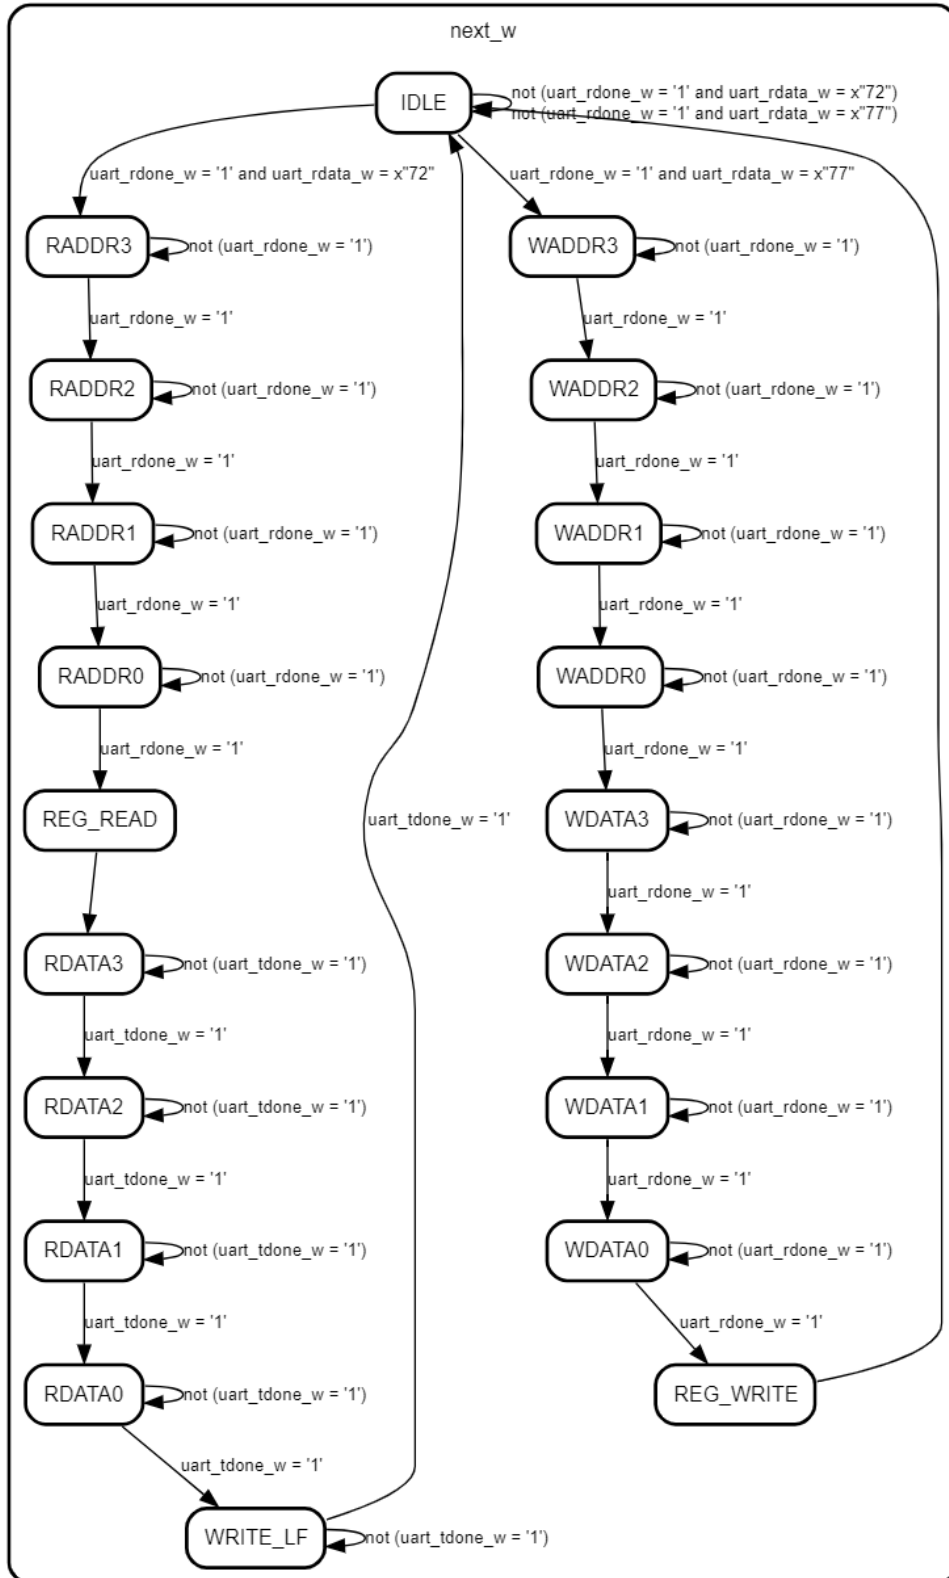 next_w
IDLE
not (uart_rdone_w = '1' and uart_rdata_w = x"72")
not (uart_rdone_w = '1' and uart_rdata_w = x"77")
uart_rdone_w = '1' and uart_rdata_w = x"72"
uart_rdone_w = '1' and uart_rdata_w = x"77"
RADDR3
not (uart_rdone_w = '1')
WADDR3
not (uart_rdone_w = '1')
uart_rdone_w = '1'
uart_rdone_w = '1'
RADDR2
not (uart_rdone_w = '1')
WADDR2
not (uart_rdone_w = '1')
uart_rdone_w = '1'
uart_rdone_w = '1'
RADDR1
not (uart_rdone_w = '1')
WADDR1
not (uart_rdone_w = '1')
uart_rdone_w = '1'
uart_rdone_w = '1'
RADDR0
not (uart_rdone_w = '1')
WADDR0
not (uart_rdone_w = '1')
uart_rdone_w = '1'
uart_rdone_w = '1'
REG_READ
uart_tdone_w = '1'
WDATA3
not (uart_rdone_w = '1')
uart_rdone_w = '1'
RDATA3
not (uart_tdone_w = '1')
WDATA2
not (uart_rdone_w = '1')
uart_tdone_w = '1'
uart_rdone_w = '1'
RDATA2
not (uart_tdone_w = '1')
WDATA1
not (uart_rdone_w = '1')
uart_tdone_w = '1'
uart_rdone_w = '1'
RDATA1
not (uart_tdone_w = '1')
WDATA0
not (uart_rdone_w = '1')
uart_tdone_w = '1'
uart_rdone_w = '1'
RDATA0
not (uart_tdone_w = '1')
REG_WRITE
uart_tdone_w = '1'
WRITE_LF
not (uart_tdone_w = '1')